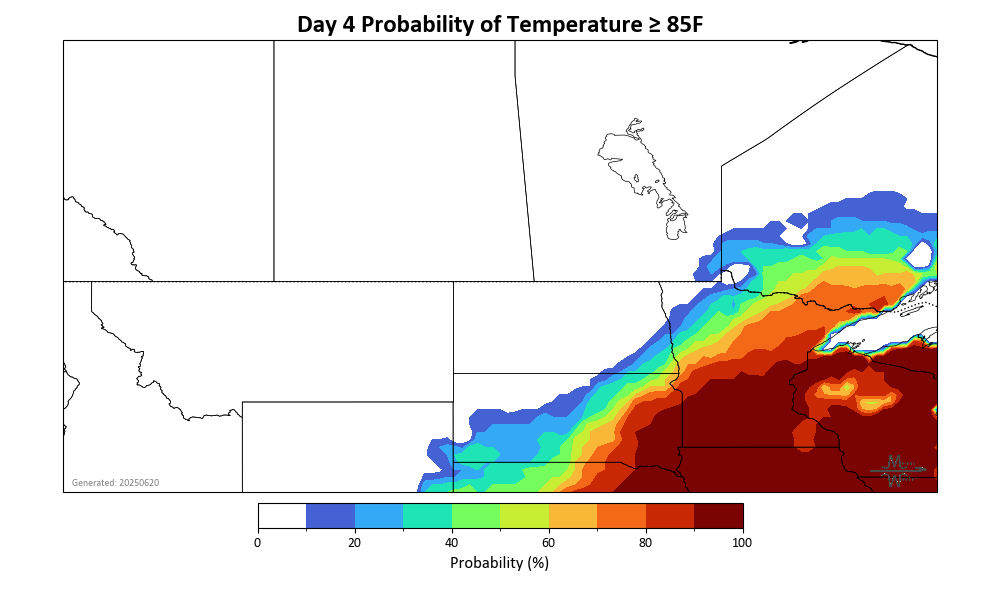 Day 4 Probability of Temperature ≥ 85F
Generated: 20250620
0 20 40 60 80 100
Probability (%)